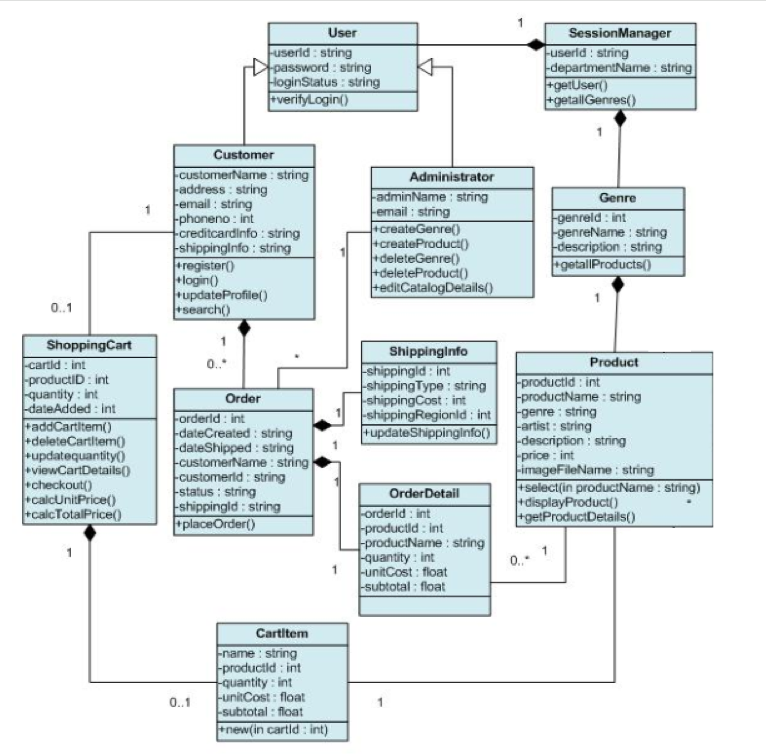 User
-userId : string
-password : string
-loginStatus : string
+verifyLogin()
1
SessionManager
-userId : string
-departmentName : string
+getUser()
+getallGenres()
1
Customer
-customerName : string
-address : string
-email : string
-phoneno : int
-creditcardInfo : string
-shippingInfo : string
+register()
+login()
+updateProfile()
+search()
1
0..1
1
0..*
Administrator
-adminName : string
-email : string
+createGenre()
+createProduct()
+deleteGenre()
+deleteProduct()
+editCatalogDetails()
1
*
Genre
-genreId : int
-genreName : string
-description : string
+getallProducts()
1
ShoppingCart
-cartId : int
-productID : int
-quantity : int
-dateAdded : int
+addCartItem()
+deleteCartItem()
+updatequantity()
+viewCartDetails()
+checkout()
+calcUnitPrice()
+calcTotalPrice()
1
Order
-orderId : int
-dateCreated : string
-dateShipped : string
-customerName : string
-customerId : string
-status : string
-shippingId : string
+placeOrder()
1
1
1
1
ShippingInfo
-shippingId : int
-shippingType : string
-shippingCost : int
-shippingRegionId : int
+updateShippingInfo()
Product
-productId : int
-productName : string
-genre : string
-artist : string
-description : string
-price : int
-imageFileName : string
+select(in productName : string)
+displayProduct()
+getProductDetails()
*
OrderDetail
-orderId : int
-productId : int
-productName : string
-quantity : int
-unitCost : float
-subtotal : float
0..*
1
CartItem
-name : string
-productId : int
-quantity : int
-unitCost : float
-subtotal : float
+new(in cartId : int)
0..1
1